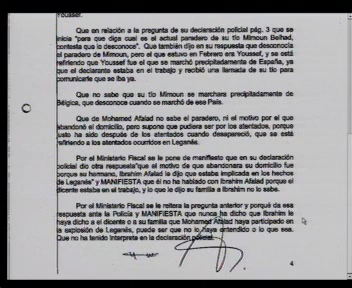 Youssef.
Que en relación a la pregunta de su declaración policial pág. 3 que se
inicia "para que diga cual es el actual paradero de su tio Mimoun Belhad,
contesta que lo desconoce". Que también dijo en su respuesta que desconocía
el paradero de Mimoun, pero el que estuvo en Febrero era Youssef, y se está
refiriendo que Youssef fue el que se marchó precipitadamente de España, ya
que el declarante estaba en el trabajo y recibió una llamada de su tio para
comunicarle que se iba ya.
Que no sabe que su tio Mimoun se marchara precipitadamente de
Bélgica, que desconoce cuando se marchó de ese País.
Que de Mohamed Afalad no sabe el paradero, ni el motivo por el que
abandonó el domicilio, pero supone que pudiera ser por los atentados, porque
justo ha sido después de los atentados cuando desapareció, que se está
refiriendo a los atentados ocurridos en Leganés.
Por el Ministerio Fiscal se le pone de manifiesto que en su declaración
policial dio otra respuesta"que el motivo de que abandonara su domicilio fue
porque su hermano, Ibrahim Afalad le dijo que estaba implicada en los hechos
de Leganés" y MANIFIESTA que él no ha hablado con Ibrahim Afalad porque el
dicente estaba en el trabajo, y lo que le dijo su familia a Ibrahim no lo sabe.
Por el Ministerio Fiscal se le reitera la pregunta anterior y porqué da esa
respuesta ante la Policía y MANIFIESTA que nunca ha dicho que Ibrahim le
haya dicho a el dicente o a su familia que Mohamed Afalad haya participado en
la explosión de Leganés, puede ser que no lo haya entendido o lo que sea.
Que no ha tenido interprete en la declaración policial.
4